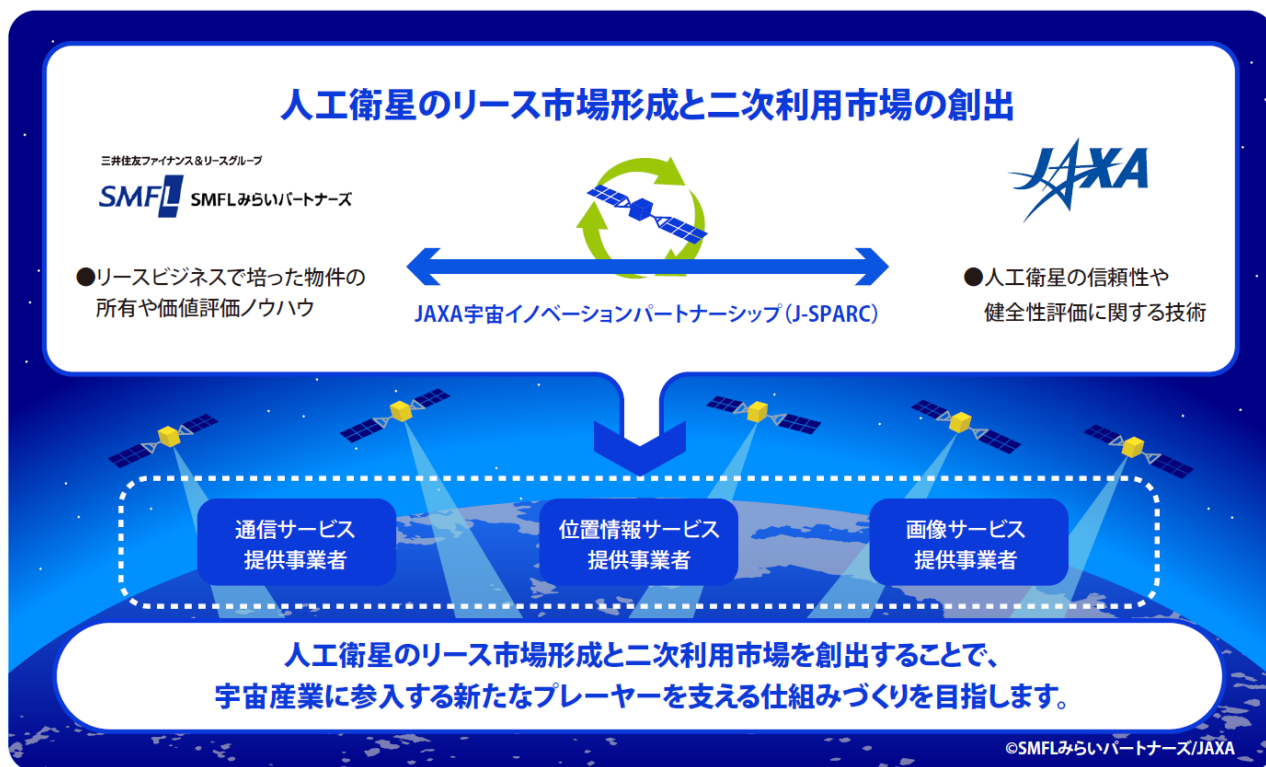 人工衛星のリース市場形成と二次利用市場の創出
三井住友ファイナンス&リースグループ
SMFL SMFLみらいパートナーズ
JAXA
●リースビジネスで培った物件の
所有や価値評価ノウハウ
JAXA宇宙イノベーションパートナーシップ(J-SPARC)
●人工衛星の信頼性や
健全性評価に関する技術
通信サービス
提供事業者
位置情報サービス
提供事業者
画像サービス
提供事業者
人工衛星のリース市場形成と二次利用市場を創出することで、
宇宙産業に参入する新たなプレーヤーを支える仕組みづくりを目指します。
©SMFLみらいパートナーズ/JAXA